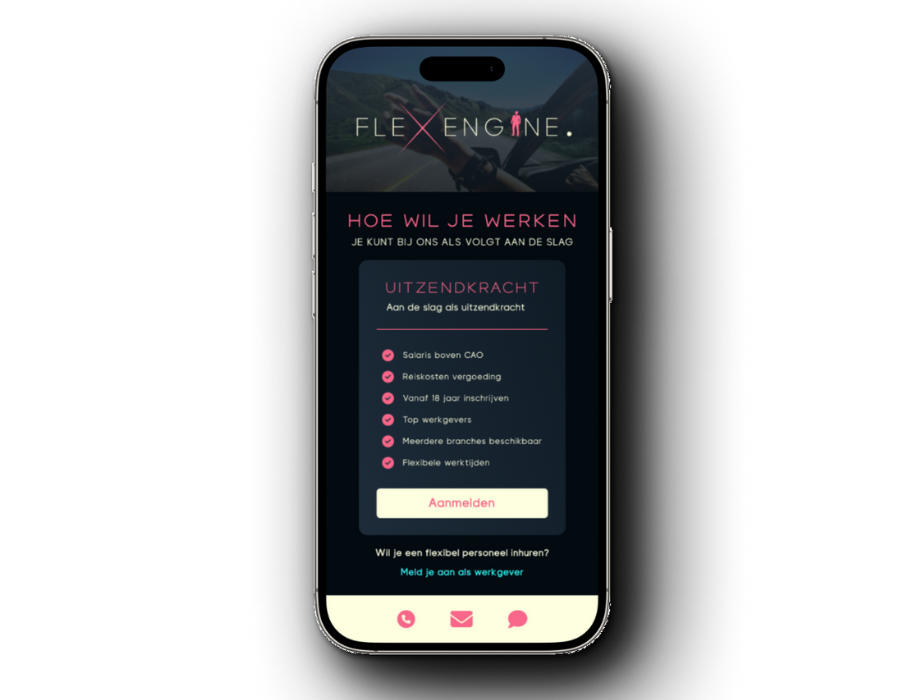 FLEXENGINE.
HOE WIL JE WERKEN
JE KUNT BIJ ONS ALS VOLGT AAN DE SLAG
UITZENDKRACHT
Aan de slag als uitzendkracht
Salaris boven CAO
Reiskosten vergoeding
Vanaf 18 jaar inschrijven
Top werkgevers
Meerdere branches beschikbaar
Flexibele werktijden
Aanmelden
Wil je een flexibel personeel inhuren?
Meld je aan als werkgever